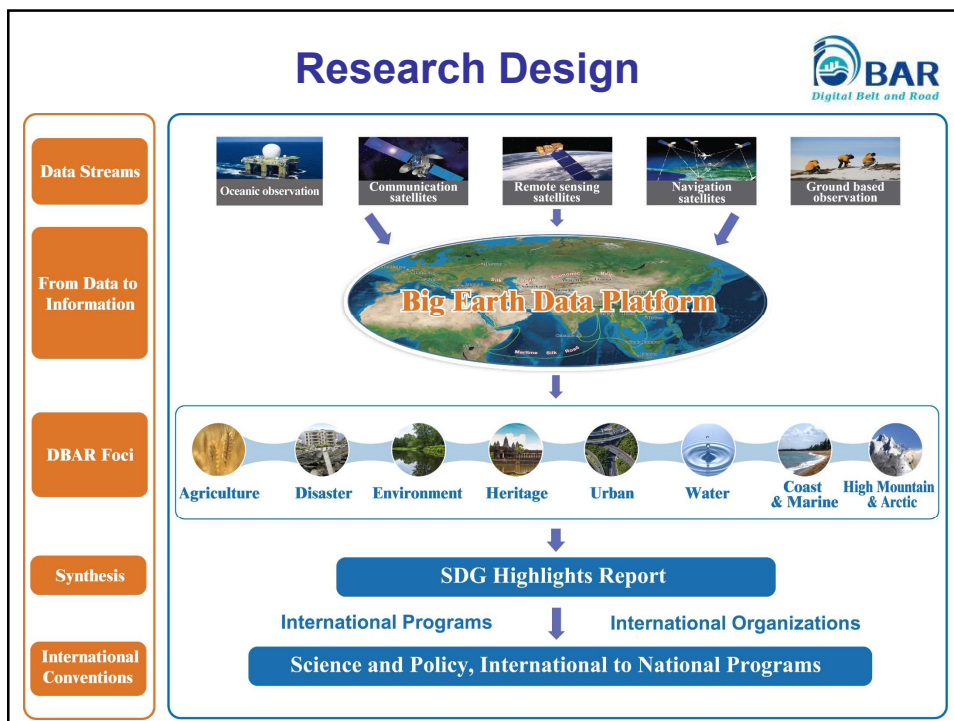 Research Design
DBAR
Digital Belt and Road
Data Streams
Oceanic observation
Communication
satellites
Remote sensing
satellites
Navigation
satellites
Ground based
observation
From Data to
Information
Big Earth Data Platform
Maritime Silk Road
DBAR Foci
Agriculture
Disaster
Environment
Heritage
Urban
Water
Coast
& Marine
High Mountain
& Arctic
Synthesis
SDG Highlights Report
International Programs
International Organizations
International
Conventions
Science and Policy, International to National Programs